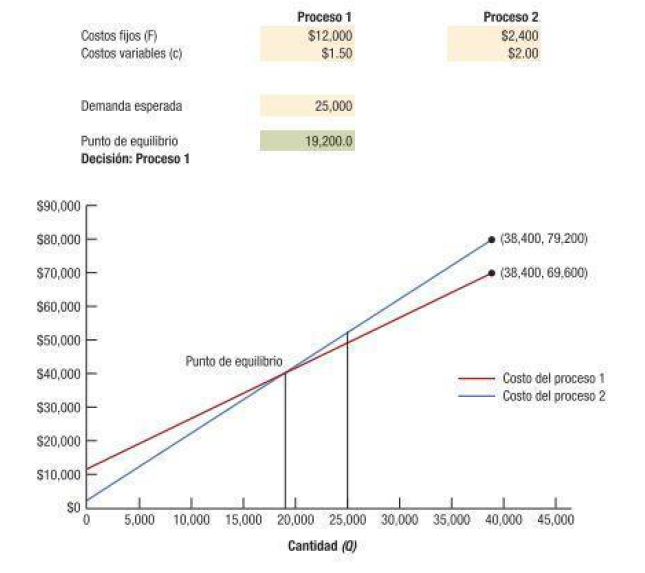 Proceso 1 Proceso 2
Costos fijos (F) $12,000 $2,400
Costos variables (c) $1.50 $2.00
Demanda esperada 25,000
Punto de equilibrio 19,200.0
Decisión: Proceso 1
$90,000
$80,000
(38,400, 79,200)
$70,000
(38,400, 69,600)
$60,000
$50,000
Punto de equilibrio
$40,000
Costo del proceso 1
$30,000
Costo del proceso 2
$20,000
$10,000
$0
0 5,000 10,000 15,000 20,000 25,000 30,000 35,000 40,000 45,000
Cantidad (Q)